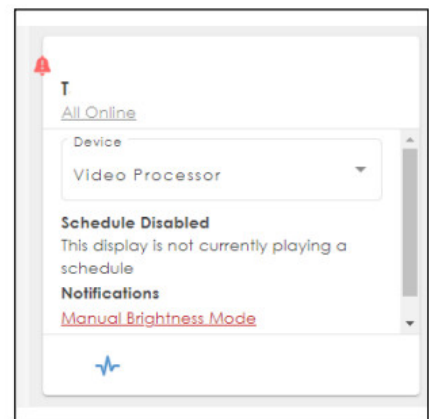 T
All Online
Device
Video Processor
Schedule Disabled
This display is not currently playing a
schedule
Notifications
Manual Brightness Mode